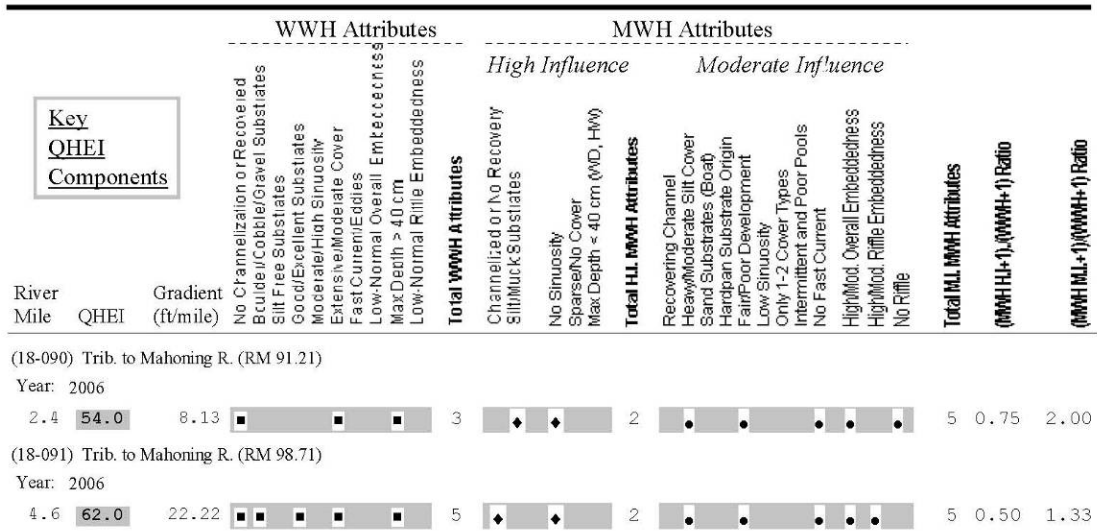 WWH Attributes
MWH Attributes
High Influence
Moderate Influence
Key
QHEI
Components
River
Mile
QHEI
Gradient
(ft/mile)
No Channelization or Recovered
Boulder/Cobble/Gravel Substrates
Silt Free Substrates
Good/Excellent Substrates
Moderate/High Sinuosity
Extensive/Moderate Cover
Fast Current/Eddies
Low-Normal Overall Embeddedness
Max Depth > 40 cm
Low-Normal Riffle Embeddedness
Total WWH Attributes
Channelized or No Recovery
Silt/Muck Substrates
No Sinuosity
Sparse/No Cover
Max Depth < 40 cm (WD, HW)
Total H.I. MWH Attributes
Recovering Channel
Heavy/Moderate Silt Cover
Sand Substrates (Boat)
Hardpan Substrate Origin
Fair/Poor Development
Low Sinuosity
Only 1-2 Cover Types
Intermittent and Poor Pools
No Fast Current
High/Mod. Overall Embeddedness
High/Mod. Riffle Embeddedness
No Riffle
Total M.I. MWH Attributes
(MWH H.I.+1)/(WWH+1) Ratio
(MWH M.I.+1)/(WWH+1) Ratio
(18-090) Trib. to Mahoning R. (RM 91.21)
Year: 2006
2.4 54.0 8.13 3 2 5 0.75 2.00
(18-091) Trib. to Mahoning R. (RM 98.71)
Year: 2006
4.6 62.0 22.22 5 2 5 0.50 1.33